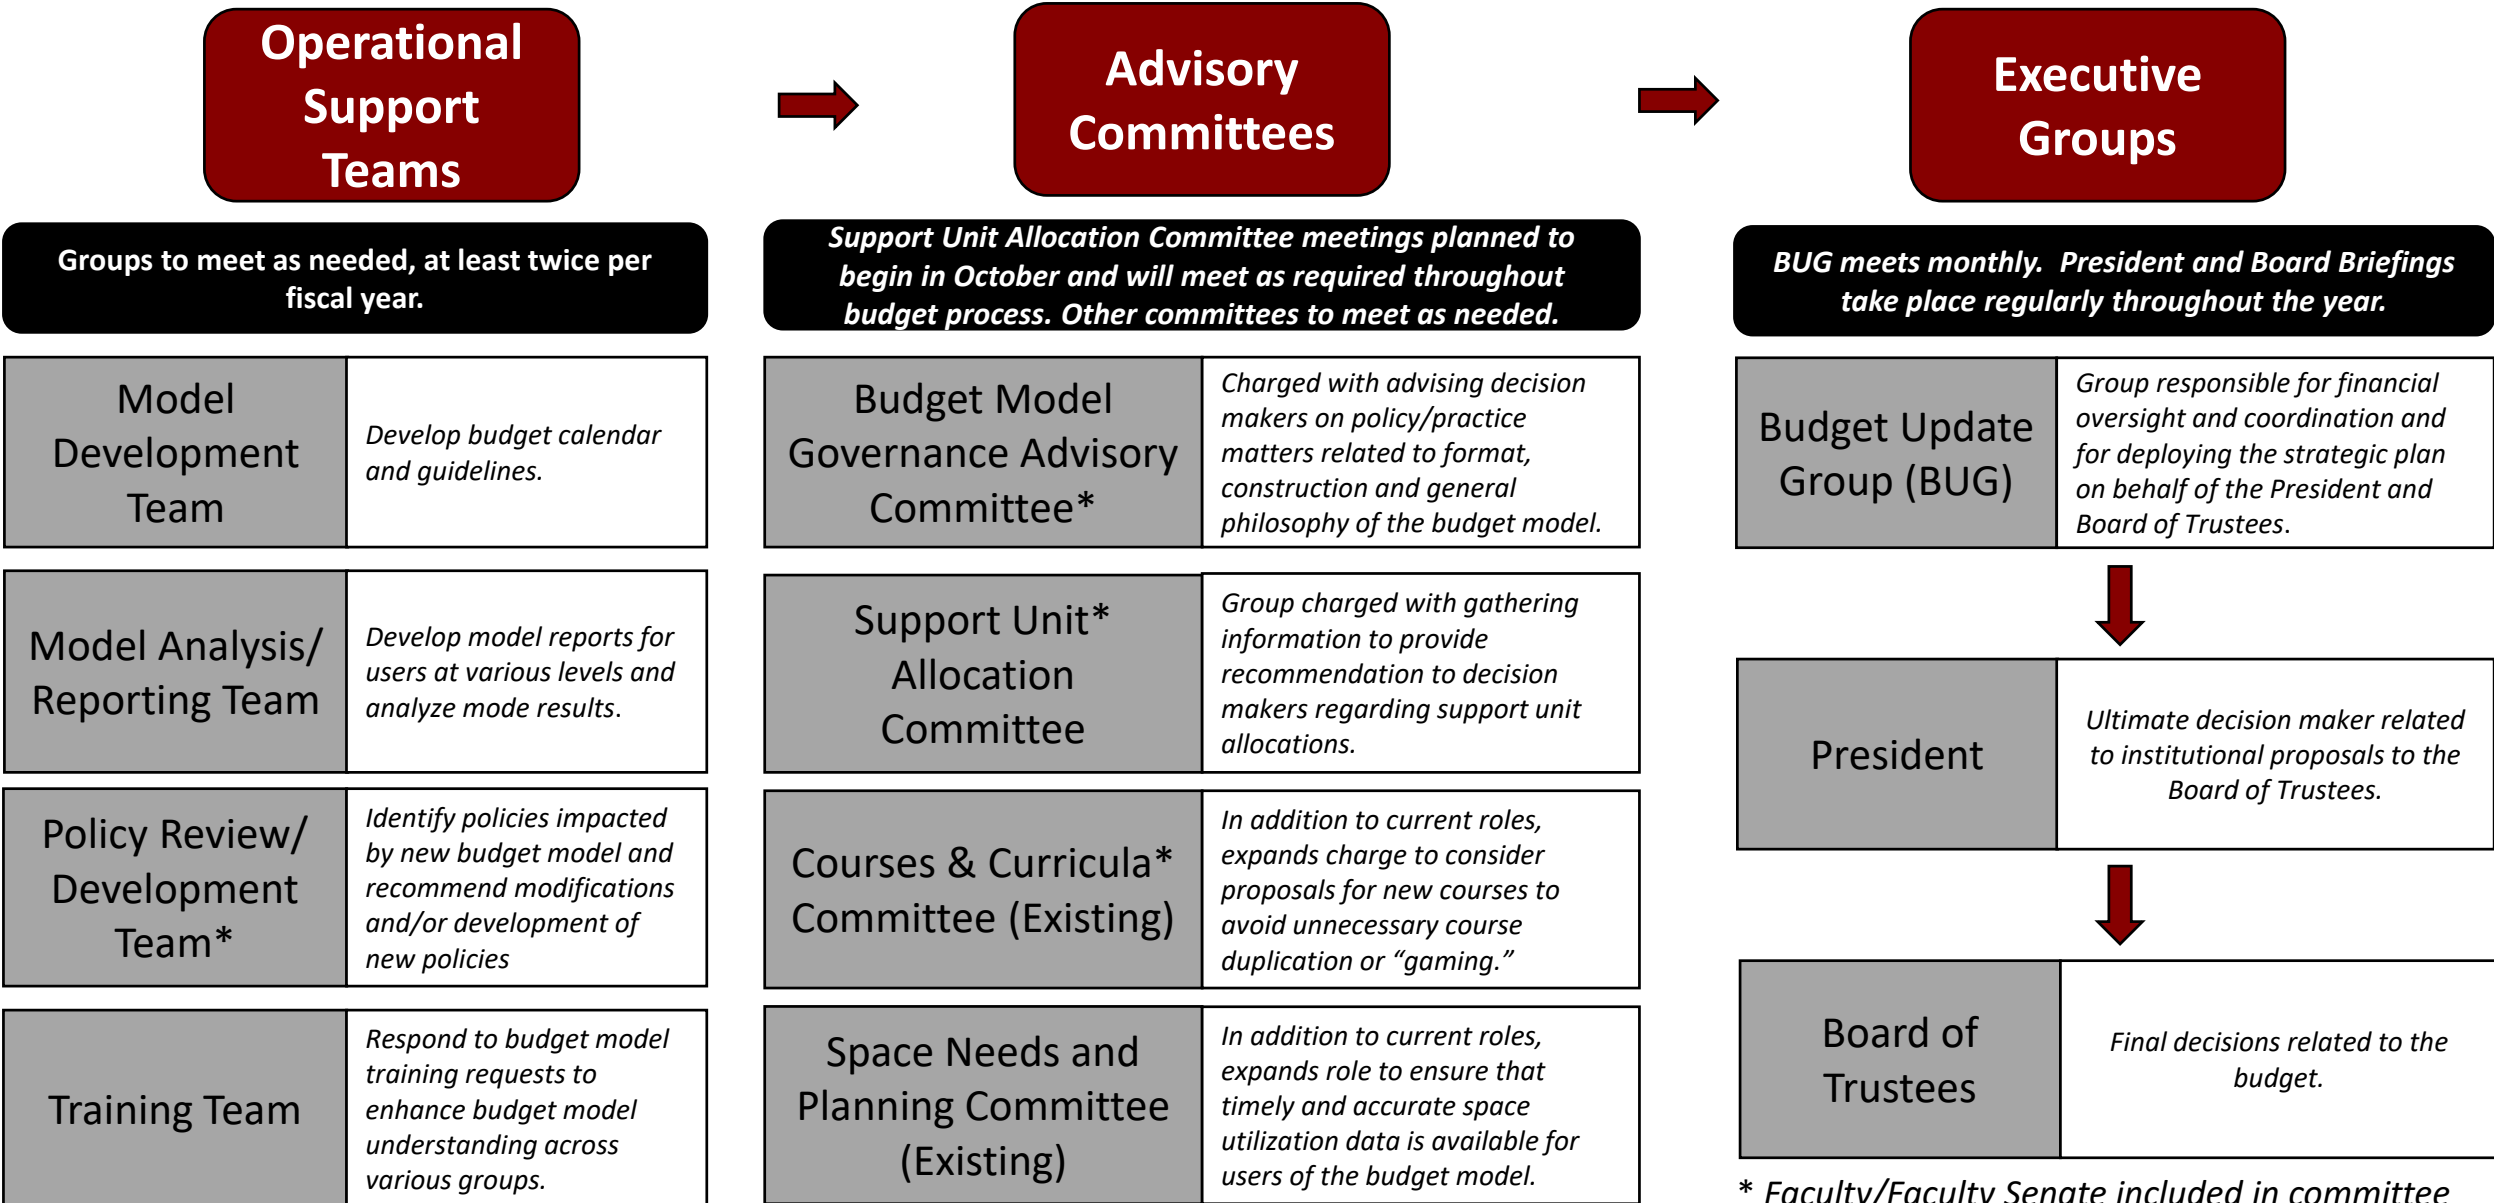 Operational
Support
Teams
Groups to meet as needed, at least twice per
fiscal year.
Model
Development
Team
Develop budget calendar
and guidelines.
Model Analysis/
Reporting Team
Develop model reports for
users at various levels and
analyze mode results.
Policy Review/
Development
Team*
Identify policies impacted
by new budget model and
recommend modifications
and/or development of
new policies
Training Team
Respond to budget model
training requests to
enhance budget model
understanding across
various groups.
Advisory
Committees
Support Unit Allocation Committee meetings planned to
begin in October and will meet as required throughout
budget process. Other committees to meet as needed.
Budget Model
Governance Advisory
Committee*
Charged with advising decision
makers on policy/practice
matters related to format,
construction and general
philosophy of the budget model.
Support Unit*
Allocation
Committee
Group charged with gathering
information to provide
recommendation to decision
makers regarding support unit
allocations.
Courses & Curricula*
Committee (Existing)
In addition to current roles,
expands charge to consider
proposals for new courses to
avoid unnecessary course
duplication or “gaming.”
Space Needs and
Planning Committee
(Existing)
In addition to current roles,
expands role to ensure that
timely and accurate space
utilization data is available for
users of the budget model.
Executive
Groups
BUG meets monthly. President and Board Briefings
take place regularly throughout the year.
Budget Update
Group (BUG)
Group responsible for financial
oversight and coordination and
for deploying the strategic plan
on behalf of the President and
Board of Trustees.
President
Ultimate decision maker related
to institutional proposals to the
Board of Trustees.
Board of
Trustees
Final decisions related to the
budget.
* Faculty/Faculty Senate included in committee